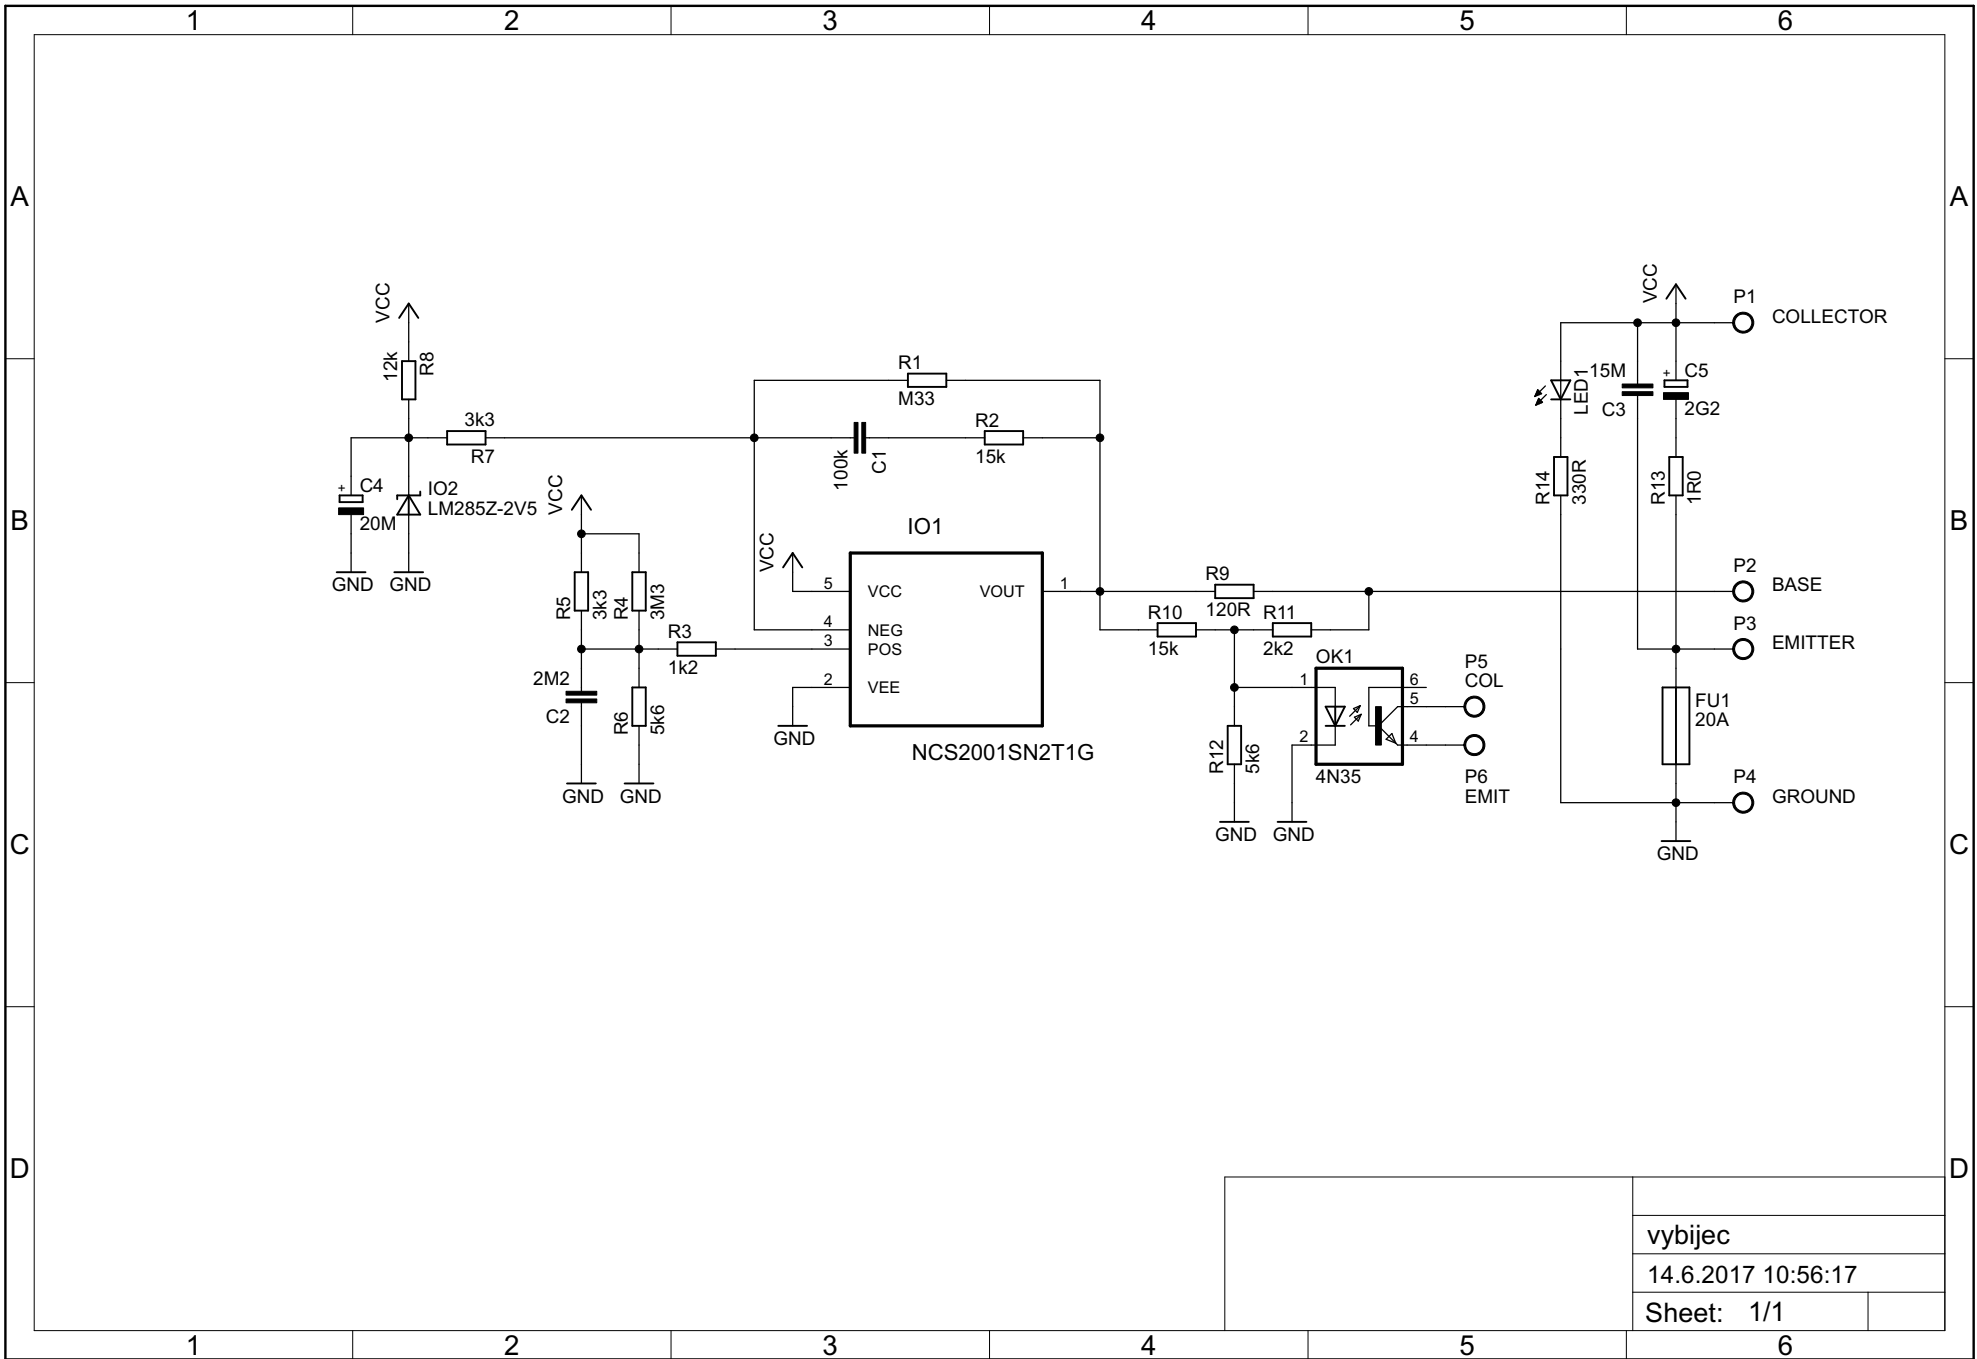 1 2 3 4 5 6
A A
VCC
12k
R8
3k3
R7
+ C4
20M
IO2
LM285Z-2V5
GND GND
VCC
R5
3k3
R4
3M3
R3
1k2
2M2
C2
R6
5k6
GND GND
R1
M33
100k
C1
R2
15k
VCC
IO1
5 VCC VOUT 1
4 NEG
3 POS
2 VEE
GND
NCS2001SN2T1G
R9
120R
R10
15k
R11
2k2
R12
5k6
GND GND
OK1
1 6
5
2 4
4N35
P5
COL
P6
EMIT
VCC
P1
COLLECTOR
LED1
15M
C3
+ C5
2G2
R14
330R
R13
1R0
P2
BASE
P3
EMITTER
FU1
20A
P4
GROUND
GND
B B
C C
D D
vybijec
14.6.2017 10:56:17
Sheet: 1/1
1 2 3 4 5 6